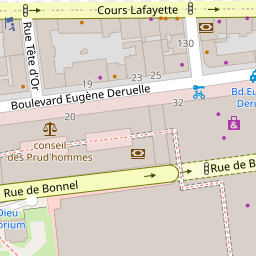 Cours Lafayette
Rue Tête d'Or
130
19
23
25
Boulevard Eugène Deruelle
32
Bd Eu
Deru
20
conseil
des Prud'hommes
Rue de B
Rue de Bonnel
Dieu
orium